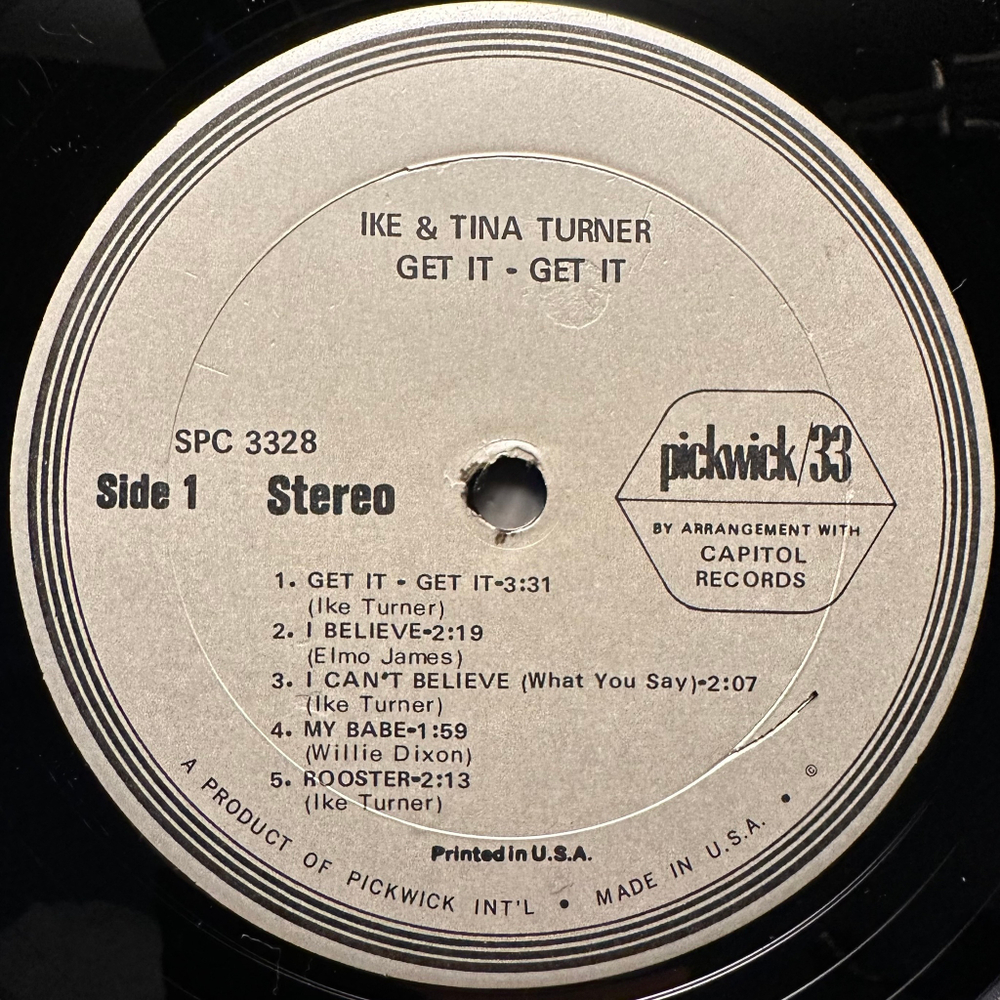 IKE & TINA TURNER
GET IT - GET IT
SPC 3328
Side 1 Stereo
pickwick/33
BY ARRANGEMENT WITH
CAPITOL
RECORDS
1. GET IT - GET IT-3:31
(Ike Turner)
2. I BELIEVE-2:19
(Elmo James)
3. I CAN'T BELIEVE (What You Say)-2:07
(Ike Turner)
4. MY BABE-1:59
(Willie Dixon)
5. ROOSTER-2:13
(Ike Turner)
Printed in U.S.A.
A PRODUCT OF PICKWICK INT'L • MADE IN U.S.A. • ©